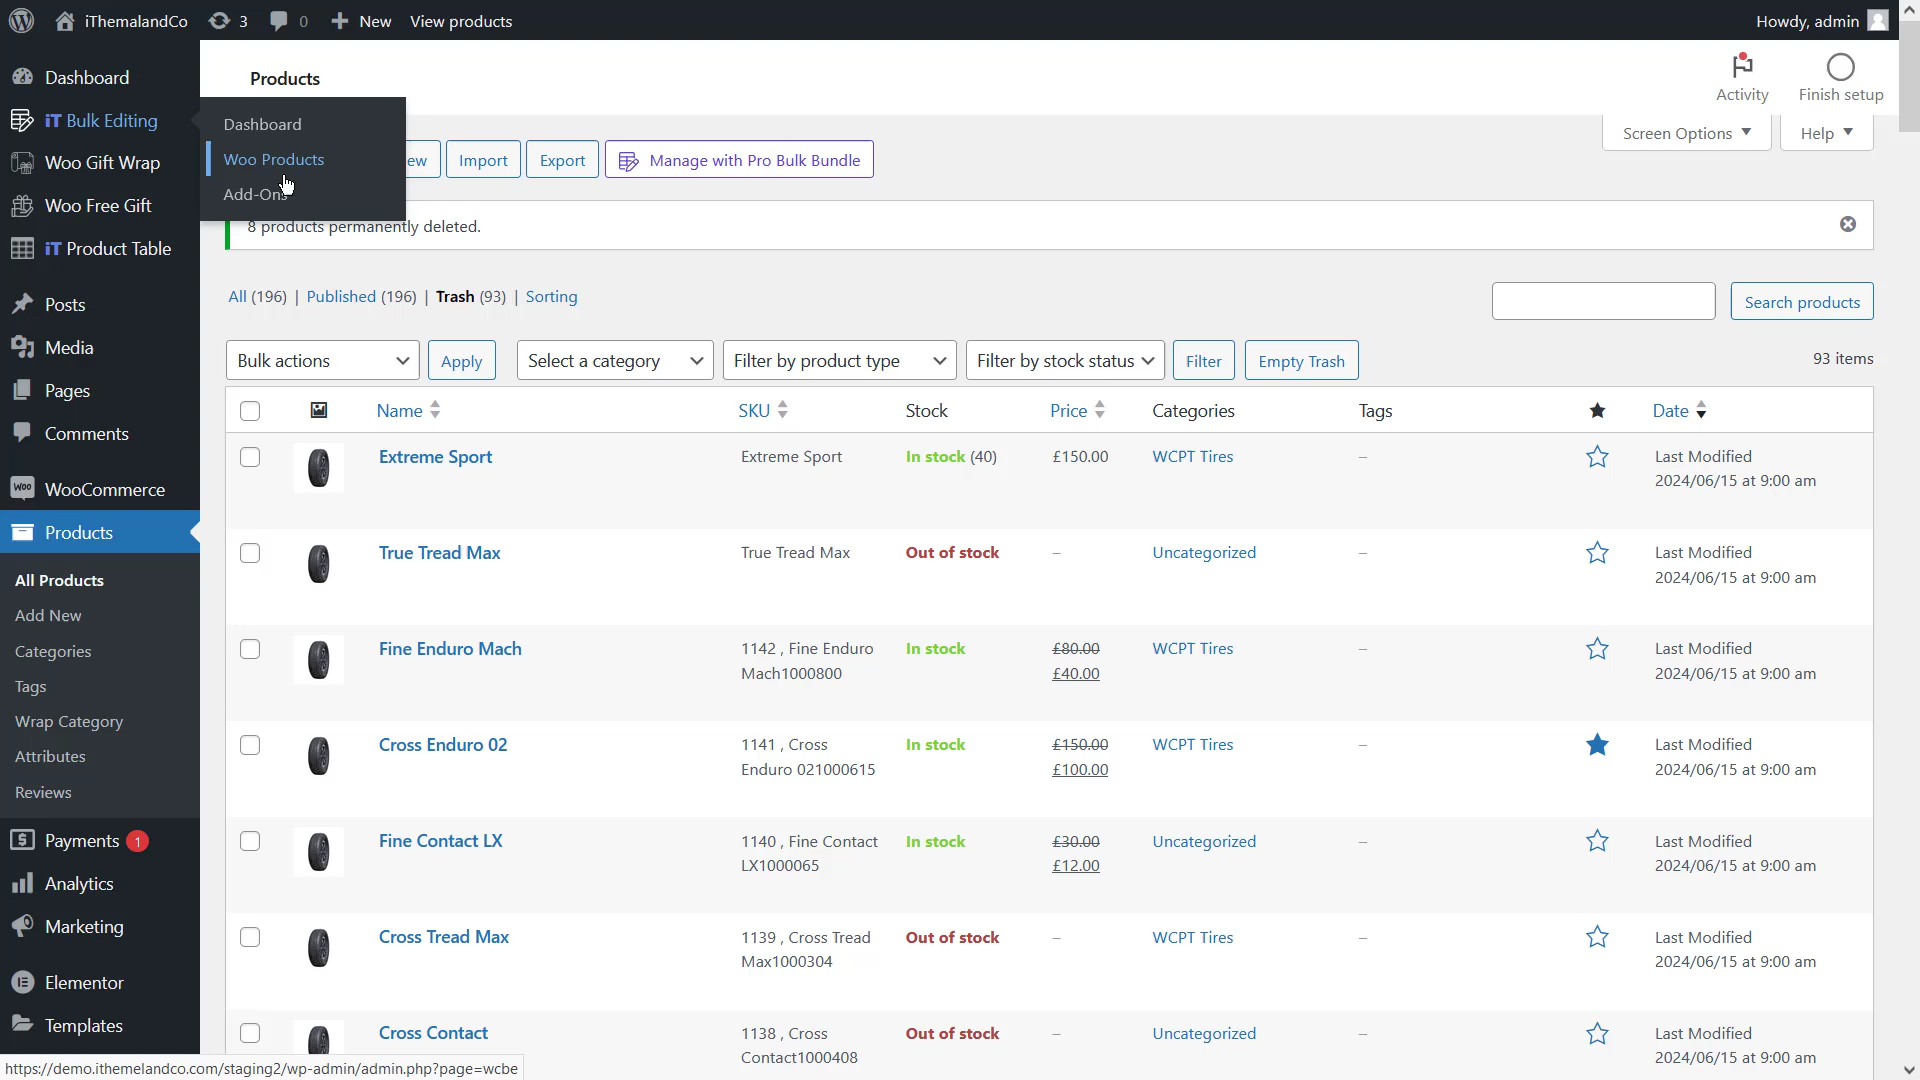 iThemalandCo 3 0 New View products Howdy, admin
Dashboard
iT Bulk Editing
Woo Gift Wrap
Woo Free Gift
iT Product Table
Posts
Media
Pages
Comments
WooCommerce
Products
All Products
Add New
Categories
Tags
Wrap Category
Attributes
Reviews
Payments 1
Analytics
Marketing
Elementor
Templates
Products
Activity Finish setup
Dashboard
Woo Products
Add-Ons
ew Import Export Manage with Pro Bulk Bundle
Screen Options Help
8 products permanently deleted.
All (196) | Published (196) | Trash (93) | Sorting
Search products
Bulk actions Apply Select a category Filter by product type Filter by stock status Filter Empty Trash 93 items
Name SKU Stock Price Categories Tags Date
Extreme Sport Extreme Sport In stock (40) £150.00 WCPT Tires – Last Modified
2024/06/15 at 9:00 am
True Tread Max True Tread Max Out of stock – Uncategorized – Last Modified
2024/06/15 at 9:00 am
Fine Enduro Mach 1142 , Fine Enduro In stock £80.00 WCPT Tires – Last Modified
Mach1000800 £40.00 2024/06/15 at 9:00 am
Cross Enduro 02 1141 , Cross In stock £150.00 WCPT Tires – Last Modified
Enduro 021000615 £100.00 2024/06/15 at 9:00 am
Fine Contact LX 1140 , Fine Contact In stock £30.00 Uncategorized – Last Modified
LX1000065 £12.00 2024/06/15 at 9:00 am
Cross Tread Max 1139 , Cross Tread Out of stock – WCPT Tires – Last Modified
Max1000304 2024/06/15 at 9:00 am
Cross Contact 1138 , Cross Out of stock – Uncategorized – Last Modified
Contact1000408 2024/06/15 at 9:00 am
https://demo.ithemelandco.com/staging2/wp-admin/admin.php?page=wcbe